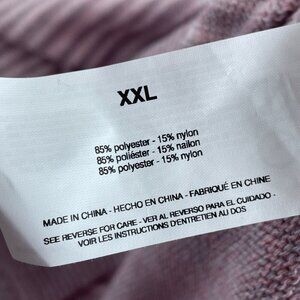 XXL
85% polyester - 15% nylon
85% poliéster - 15% nailon
85% polyester - 15% nylon
MADE IN CHINA - HECHO EN CHINA - FABRIQUÉ EN CHINE
SEE REVERSE FOR CARE - VER AL REVERSO PARA EL CUIDADO -
VOIR LES INSTRUCTIONS D'ENTRETIEN AU DOS